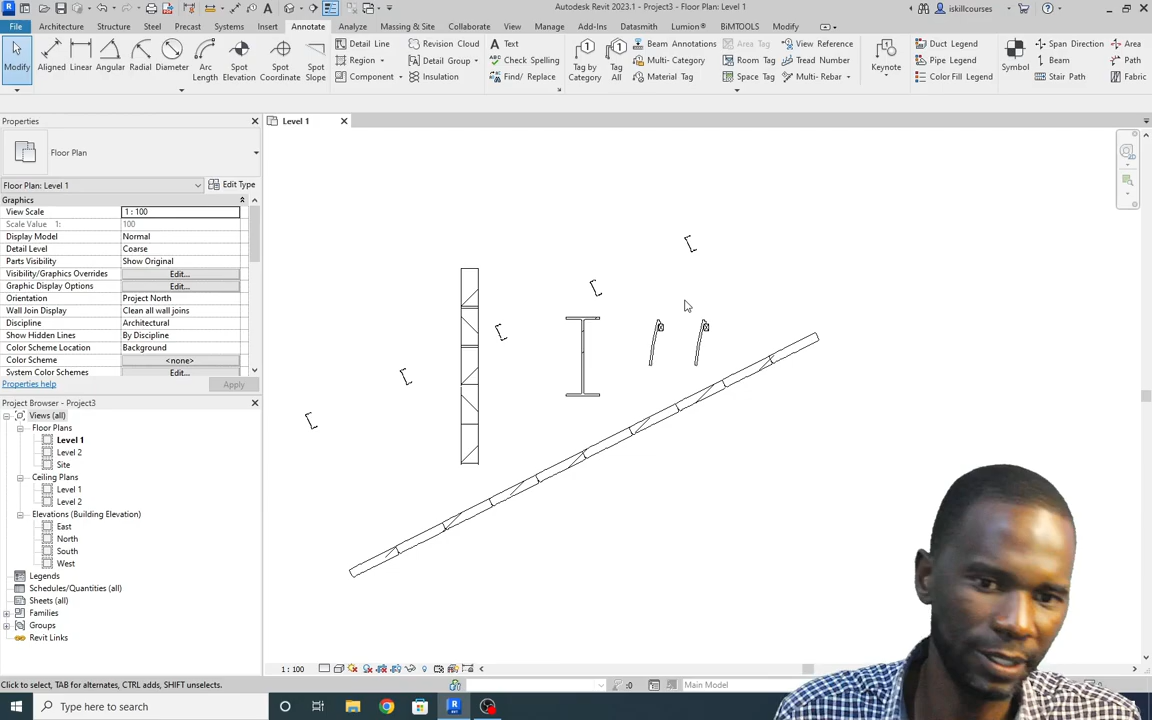 Autodesk Revit 2023.1 - Project3 - Floor Plan: Level 1
iskillcourses
File Architecture Structure Steel Precast Systems Insert Annotate Analyze Massing & Site Collaborate View Manage Add-Ins Datasmith Lumion® BiMTOOLS Modify
Modify
Aligned Linear Angular Radial Diameter Arc Length Spot Elevation Spot Coordinate Spot Slope
Detail Line
Region
Component
Revision Cloud
Detail Group
Insulation
Text
Check Spelling
Find/ Replace
Tag by Category
Tag All
Beam Annotations
Multi- Category
Material Tag
Area Tag
Room Tag
Space Tag
View Reference
Tread Number
Multi- Rebar
Keynote
Duct Legend
Pipe Legend
Color Fill Legend
Symbol
Span Direction
Beam
Stair Path
Area
Path
Fabric
Properties
Floor Plan
Floor Plan: Level 1
Edit Type
Graphics
View Scale 1 : 100
Scale Value 1: 100
Display Model Normal
Detail Level Coarse
Parts Visibility Show Original
Visibility/Graphics Overrides Edit...
Graphic Display Options Edit...
Orientation Project North
Wall Join Display Clean all wall joins
Discipline Architectural
Show Hidden Lines By Discipline
Color Scheme Location Background
Color Scheme <none>
System Color Schemes Edit...
Properties help
Apply
Project Browser - Project3
Views (all)
Floor Plans
Level 1
Level 2
Site
Ceiling Plans
Level 1
Level 2
Elevations (Building Elevation)
East
North
South
West
Legends
Schedules/Quantities (all)
Sheets (all)
Families
Groups
Revit Links
Level 1
1 : 100
Click to select, TAB for alternates, CTRL adds, SHIFT unselects.
:0
Main Model
Type here to search